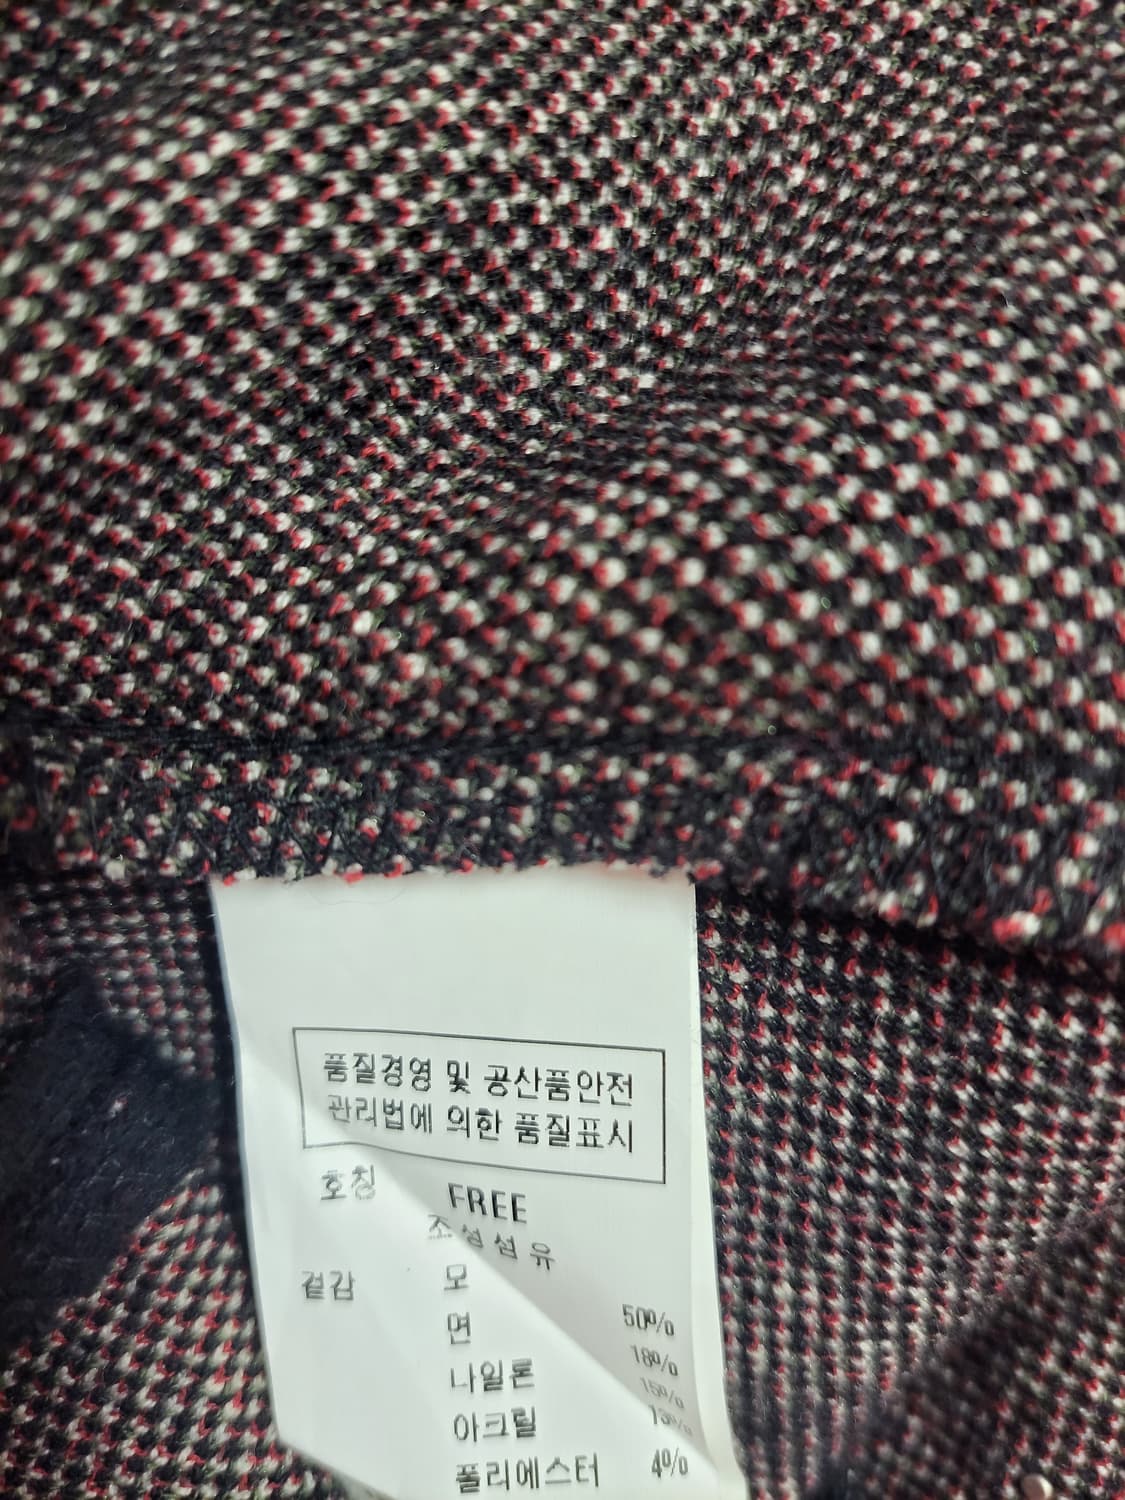 품질경영 및 공산품안전
관리법에 의한 품질표시
호칭 FREE
조성섬유
겉감 모 50%
면 18%
나일론 15%
아크릴 13%
폴리에스터 4%